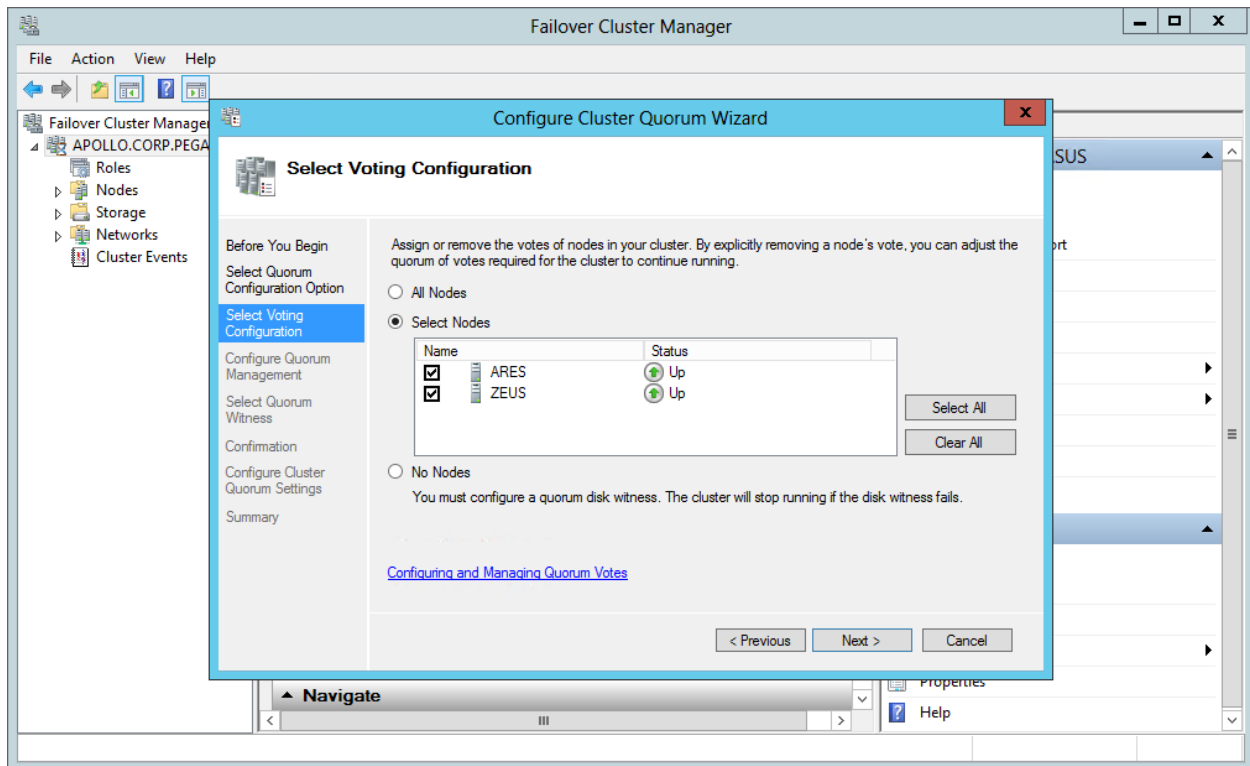 Failover Cluster Manager
File Action View Help
Failover Cluster Manage
APOLLO.CORP.PEGA
Roles
Nodes
Storage
Networks
Cluster Events
Configure Cluster Quorum Wizard
Select Voting Configuration
Before You Begin
Select Quorum
Configuration Option
Select Voting
Configuration
Configure Quorum
Management
Select Quorum
Witness
Confirmation
Configure Cluster
Quorum Settings
Summary
Assign or remove the votes of nodes in your cluster. By explicitly removing a node's vote, you can adjust the
quorum of votes required for the cluster to continue running.
All Nodes
Select Nodes
Name Status
ARES Up
ZEUS Up
Select All
Clear All
No Nodes
You must configure a quorum disk witness. The cluster will stop running if the disk witness fails.
Configuring and Managing Quorum Votes
< Previous Next > Cancel
SUS
ort
Navigate
Properties
Help